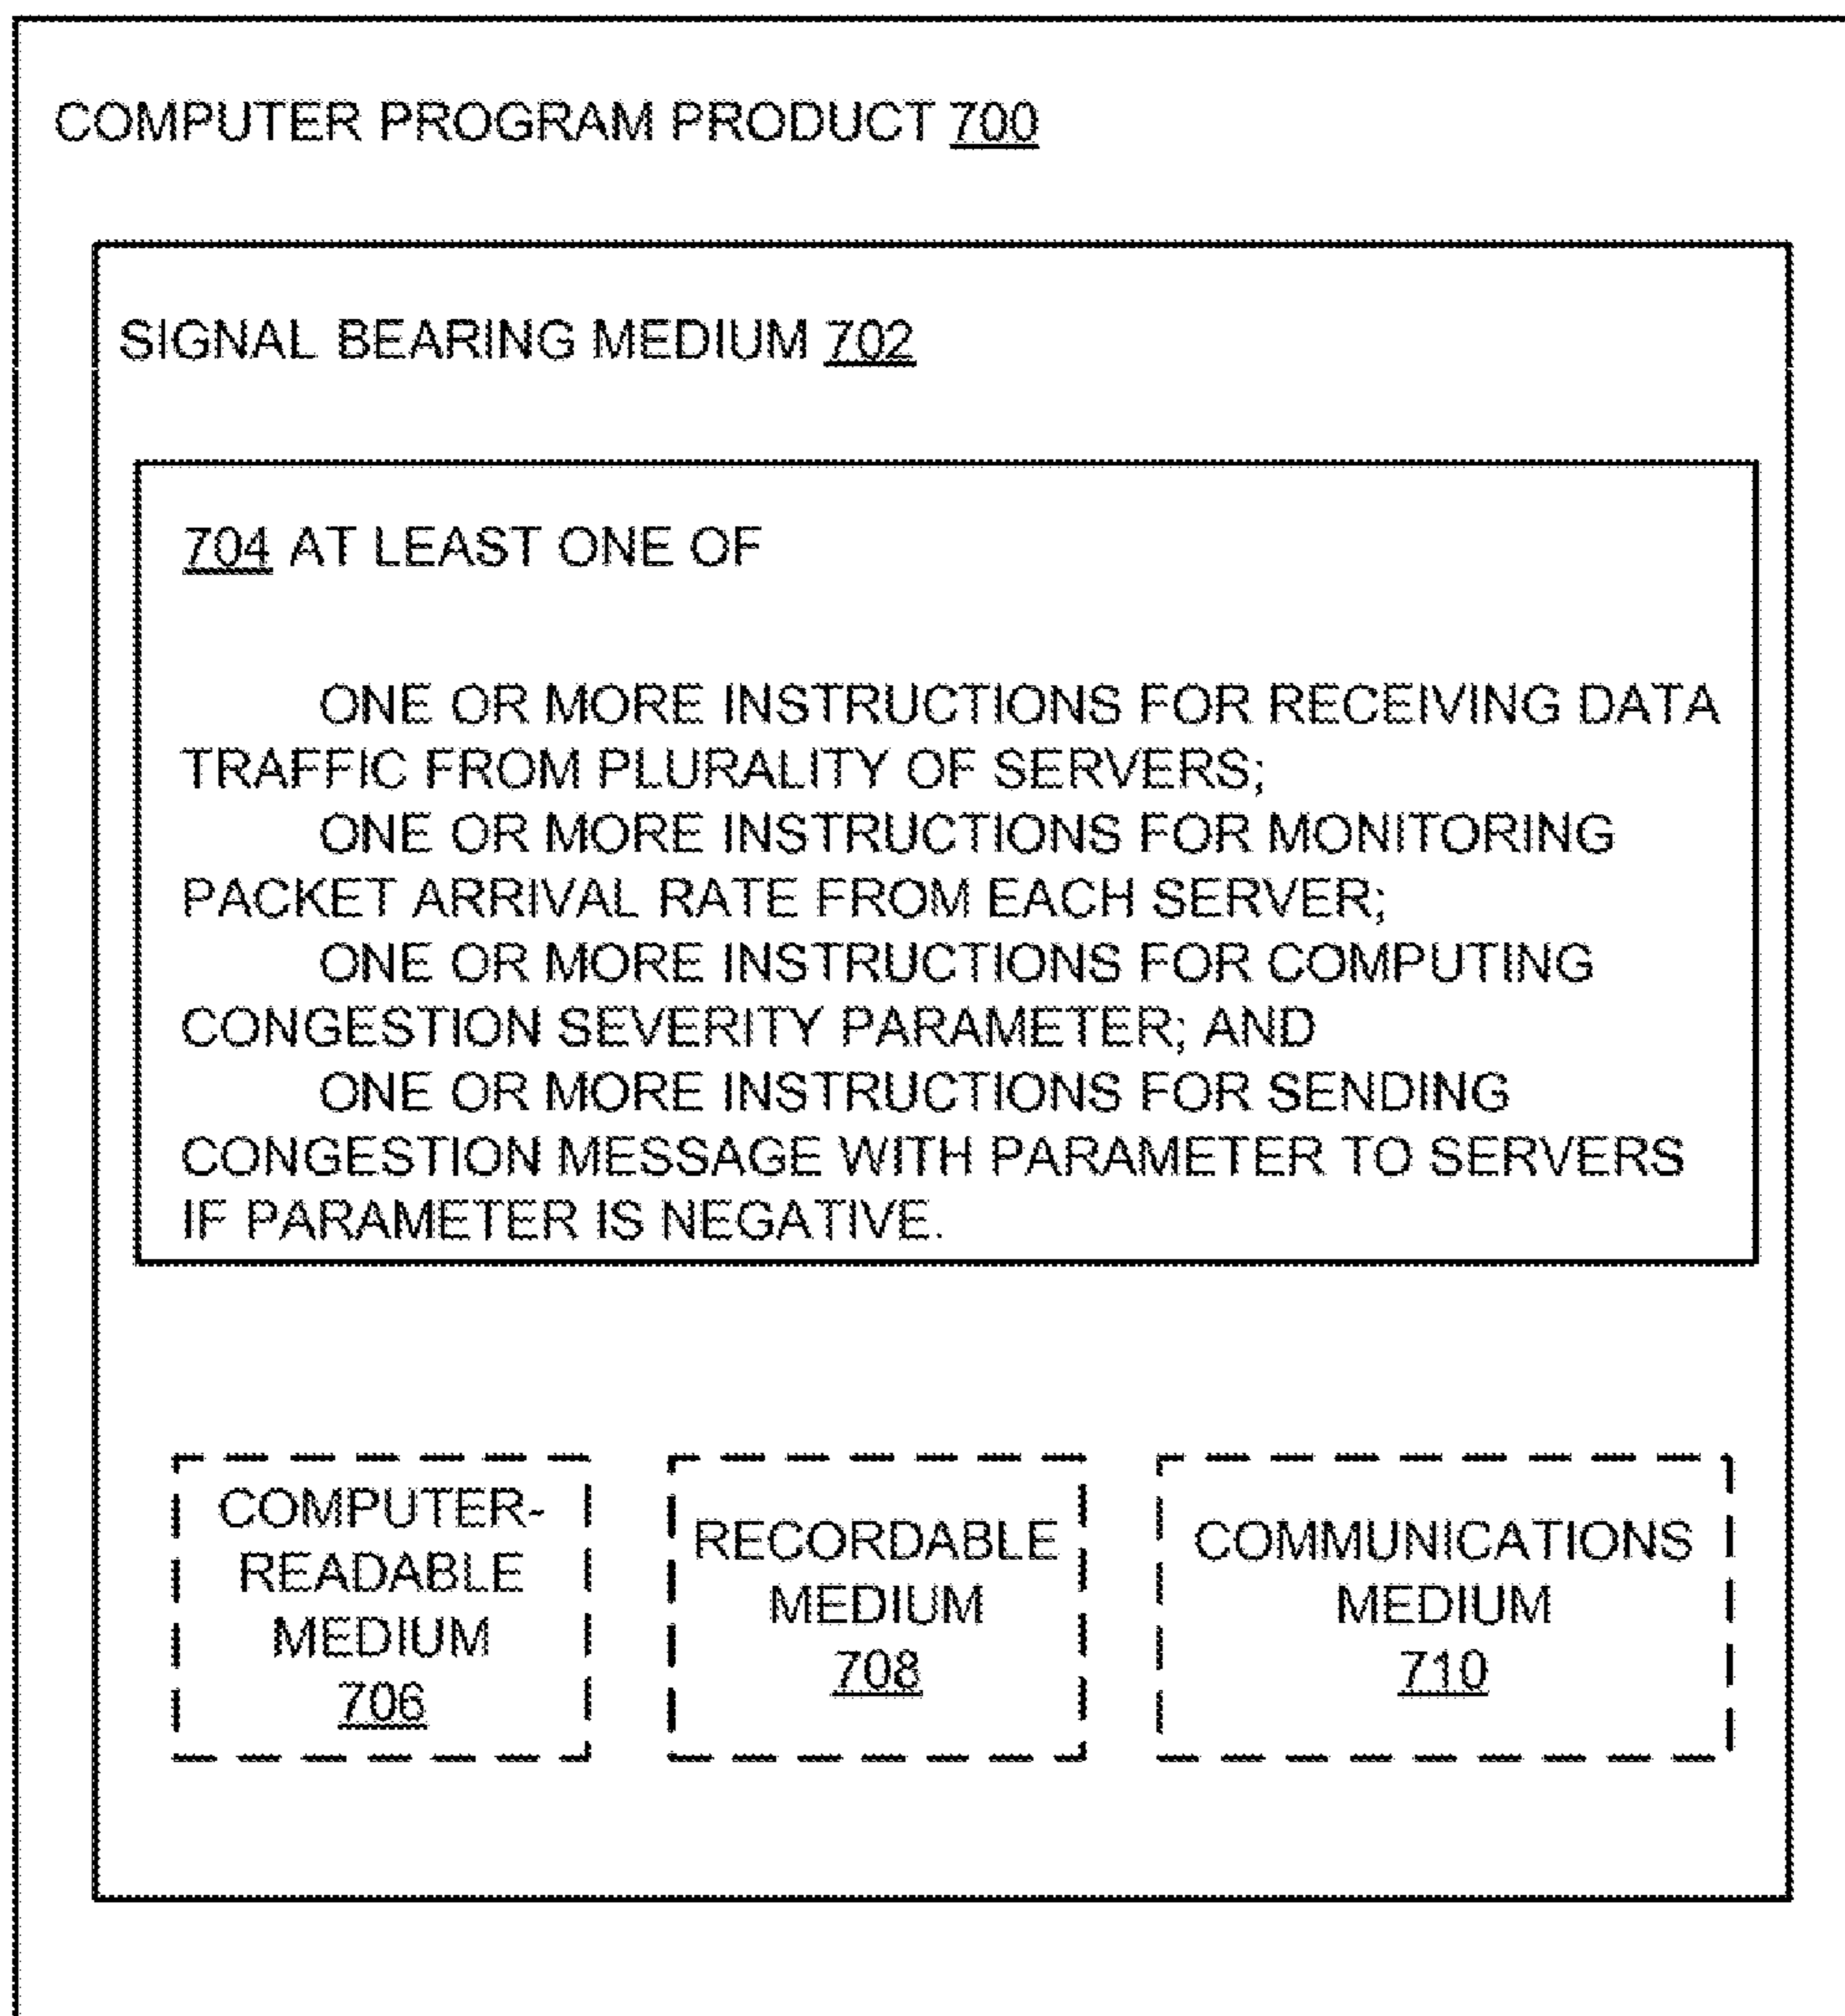 COMPUTER PROGRAM PRODUCT 700
SIGNAL BEARING MEDIUM 702
704 AT LEAST ONE OF
ONE OR MORE INSTRUCTIONS FOR RECEIVING DATA
TRAFFIC FROM PLURALITY OF SERVERS;
ONE OR MORE INSTRUCTIONS FOR MONITORING
PACKET ARRIVAL RATE FROM EACH SERVER;
ONE OR MORE INSTRUCTIONS FOR COMPUTING
CONGESTION SEVERITY PARAMETER; AND
ONE OR MORE INSTRUCTIONS FOR SENDING
CONGESTION MESSAGE WITH PARAMETER TO SERVERS
IF PARAMETER IS NEGATIVE.
COMPUTER-
READABLE
MEDIUM
706
RECORDABLE
MEDIUM
708
COMMUNICATIONS
MEDIUM
710